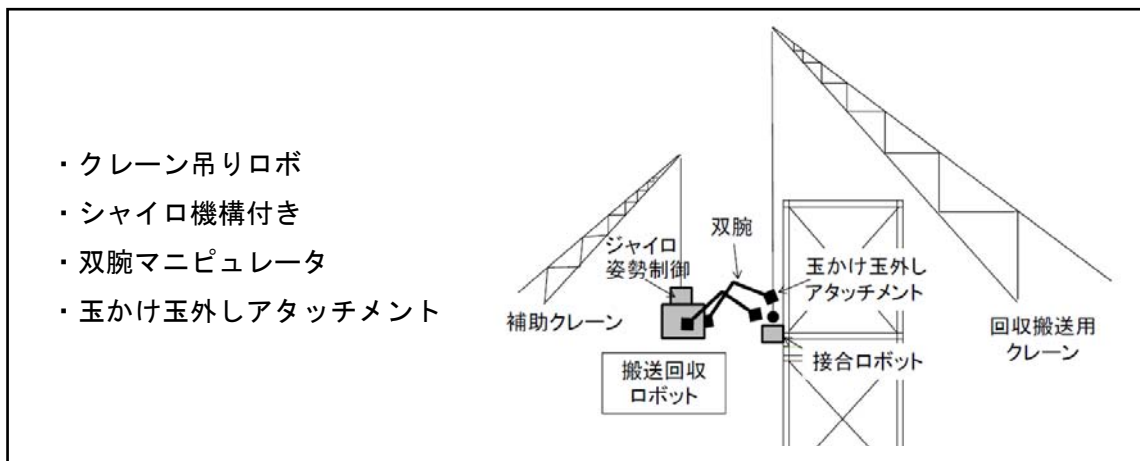 ・クレーン吊りロボ
・シャイロ機構付き
・双腕マニピュレータ
・玉かけ玉外しアタッチメント
双腕
ジャイロ
姿勢制御
玉かけ玉外し
アタッチメント
補助クレーン
回収搬送用
クレーン
接合ロボット
搬送回収
ロボット